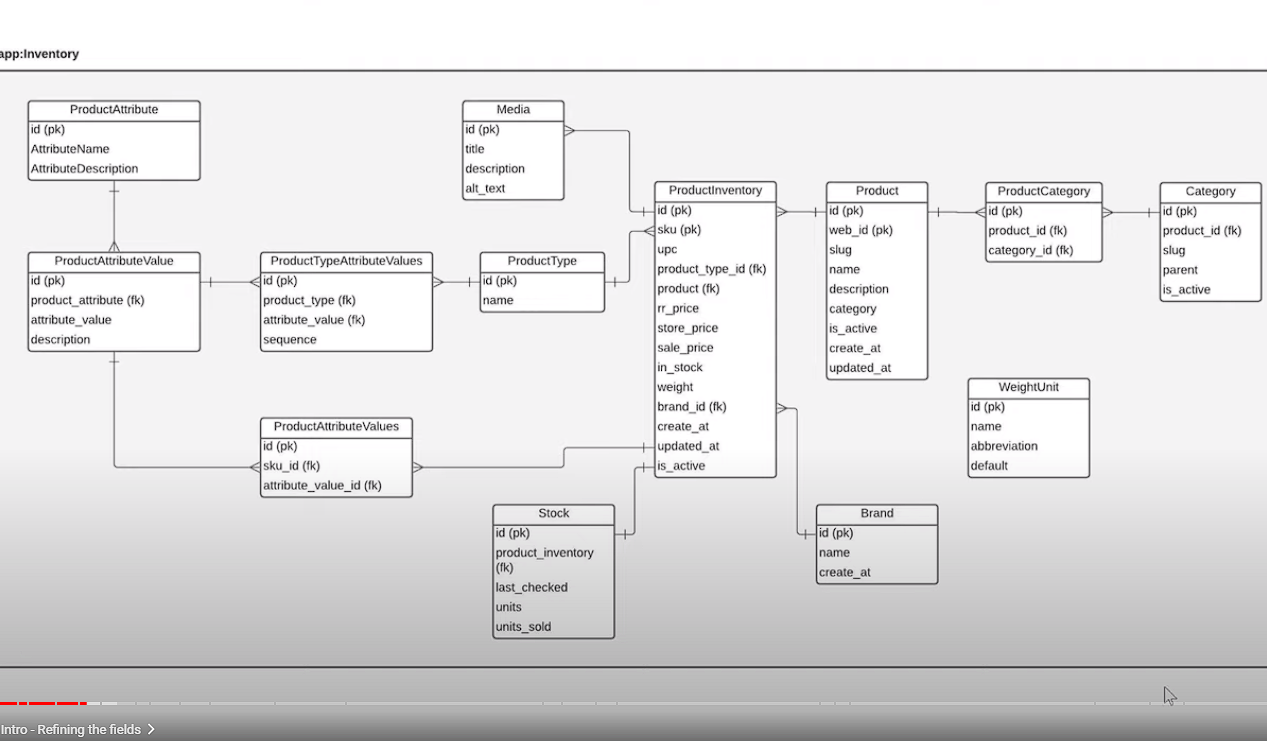 app:Inventory
ProductAttribute
id (pk)
AttributeName
AttributeDescription
Media
id (pk)
title
description
alt_text
ProductInventory
id (pk)
sku (pk)
upc
product_type_id (fk)
product (fk)
rr_price
store_price
sale_price
in_stock
weight
brand_id (fk)
create_at
updated_at
is_active
Product
id (pk)
web_id (pk)
slug
name
description
category
is_active
create_at
updated_at
ProductCategory
id (pk)
product_id (fk)
category_id (fk)
Category
id (pk)
product_id (fk)
slug
parent
is_active
ProductAttributeValue
id (pk)
product_attribute (fk)
attribute_value
description
ProductTypeAttributeValues
id (pk)
product_type (fk)
attribute_value (fk)
sequence
ProductType
id (pk)
name
WeightUnit
id (pk)
name
abbreviation
default
ProductAttributeValues
id (pk)
sku_id (fk)
attribute_value_id (fk)
Stock
id (pk)
product_inventory
(fk)
last_checked
units
units_sold
Brand
id (pk)
name
create_at
Intro - Refining the fields